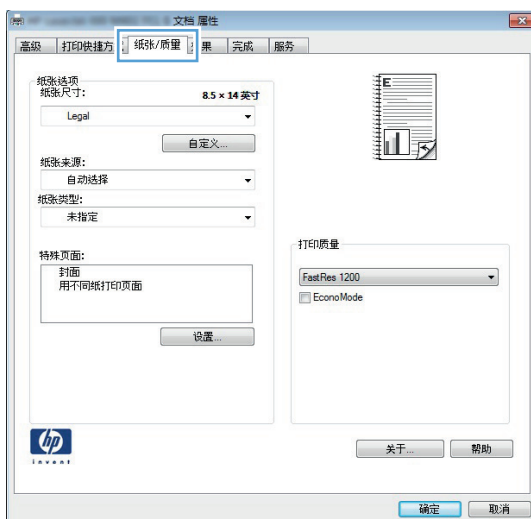 文档 属性
高级
打印快捷方
纸张/质量
果
完成
服务
纸张选项
纸张尺寸:
8.5 × 14 英寸
Legal
自定义...
纸张来源:
自动选择
纸张类型:
未指定
特殊页面:
封面
用不同纸打印页面
设置...
E
打印质量
FastRes 1200
EconoMode
hp
invent
关于...
帮助
确定
取消